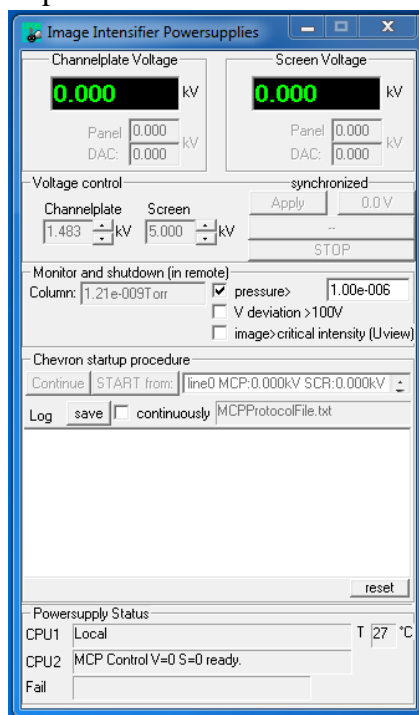 Image Intensifier Powersupplies
Channelplate Voltage
0.000 kV
Panel 0.000
DAC: 0.000 kV
Screen Voltage
0.000 kV
Panel 0.000
DAC: 0.000 kV
Voltage control
synchronized
Channelplate Screen
1.483 kV 5.000 kV
Apply 0.0 V
--
STOP
Monitor and shutdown (in remote)
Column: 1.21e-009Torr pressure> 1.00e-006
V deviation >100V
image>critical intensity (Uview)
Chevron startup procedure
Continue START from: line0 MCP:0.000kV SCR:0.000kV
Log save continuously MCPProtocolFile.txt
reset
Powersupply Status
CPU1 Local T 27 °C
CPU2 MCP Control V=0 S=0 ready.
Fail